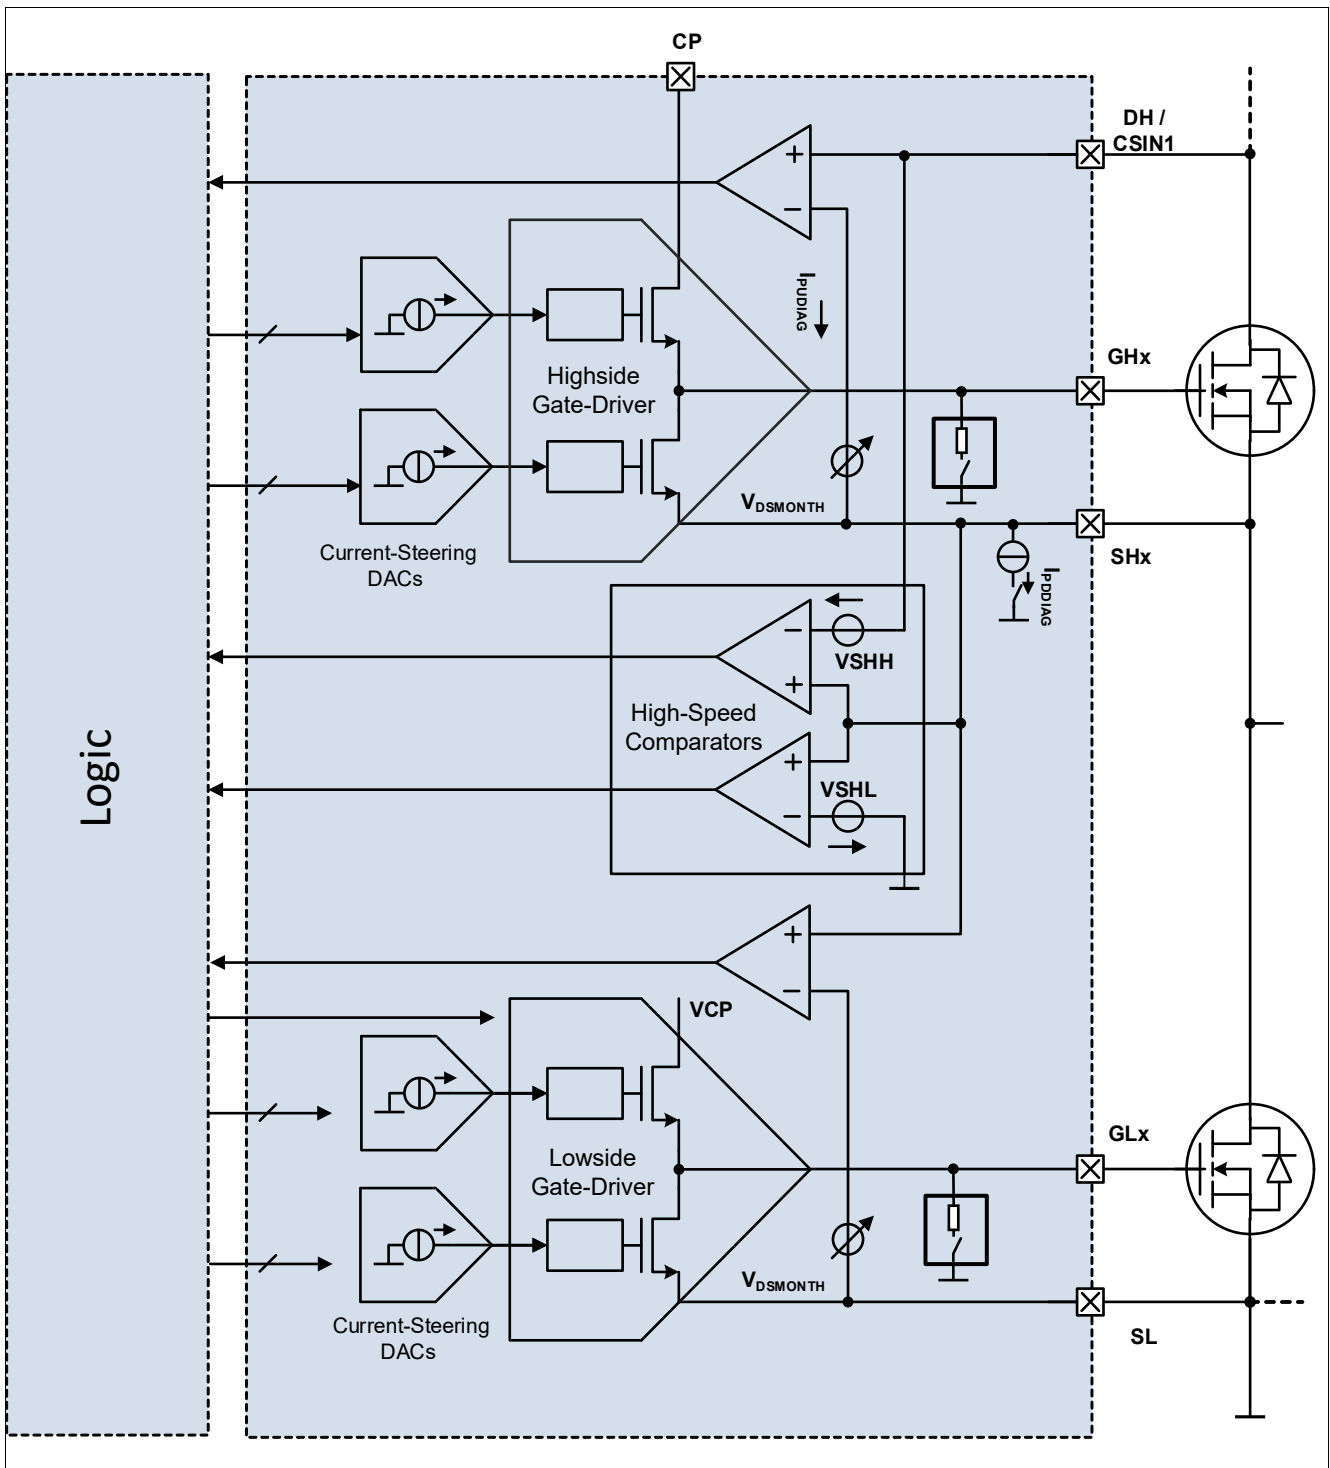 CP
DH /
CSIN1
+
−
IPUDIAG
GHx
Highside
Gate-Driver
VDSMONTH
SHx
Current-Steering
DACs
IPDDIAG
−
VSHH
+
High-Speed
Comparators
+
VSHL
−
Logic
+
−
VCP
GLx
Lowside
Gate-Driver
VDSMONTH
SL
Current-Steering
DACs